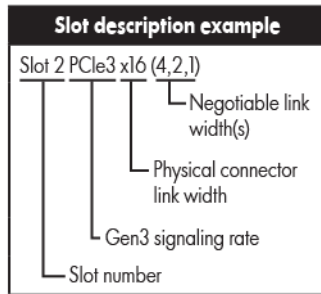 Slot description example
Slot 2 PCIe3 x16 (4,2,1)
Negotiable link
width(s)
Physical connector
link width
Gen3 signaling rate
Slot number